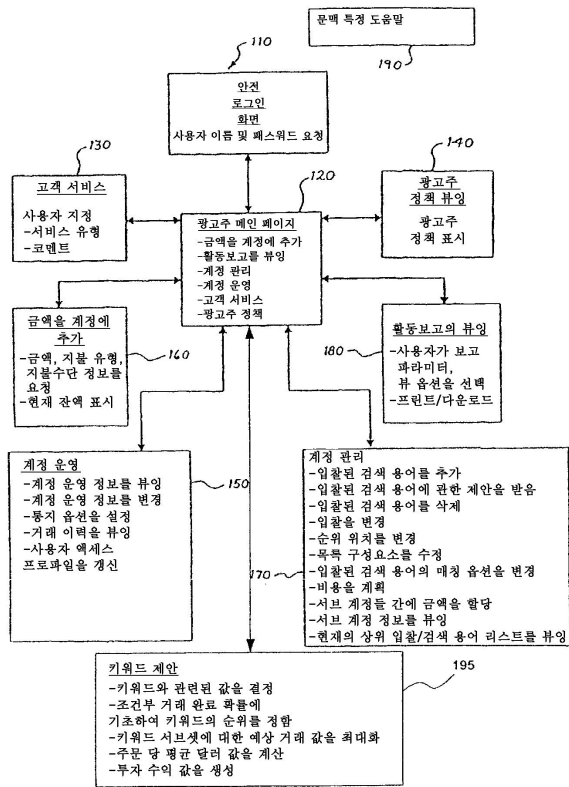 문맥 특정 도움말
190
110
안전
로그인
화면
사용자 이름 및 패스워드 요청
130
고객 서비스
사용자 지정
-서비스 유형
-코멘트
120
광고주 메인 페이지
-금액을 계정에 추가
-활동보고를 뷰잉
-계정 관리
-계정 운영
-고객 서비스
-광고주 정책
140
광고주
정책 뷰잉
광고주
정책 표시
금액을 계정에
추가
-금액, 지불 유형,
지불수단 정보를
요청
-현재 잔액 표시
160
활동보고의 뷰잉
-사용자가 보고
파라미터,
뷰 옵션을 선택
-프린트/다운로드
180
계정 운영
-계정 운영 정보를 뷰잉
-계정 운영 정보를 변경
-통지 옵션을 설정
-거래 이력을 뷰잉
-사용자 액세스
프로파일을 갱신
150
계정 관리
-입찰된 검색 용어를 추가
-입찰된 검색 용어에 관한 제안을 받음
-입찰된 검색 용어를 삭제
-입찰을 변경
-순위 위치를 변경
-목록 구성요소를 수정
-입찰된 검색 용어의 매칭 옵션을 변경
-비용을 계획
-서브 계정들 간에 금액을 할당
-서브 계정 정보를 뷰잉
-현재의 상위 입찰/검색 용어 리스트를 뷰잉
170
키워드 제안
-키워드와 관련된 값을 결정
-조건부 거래 완료 확률에
기초하여 키워드의 순위를 정함
-키워드 서브셋에 대한 예상 거래 값을 최대화
-주문 당 평균 달러 값을 계산
-투자 수익 값을 생성
195